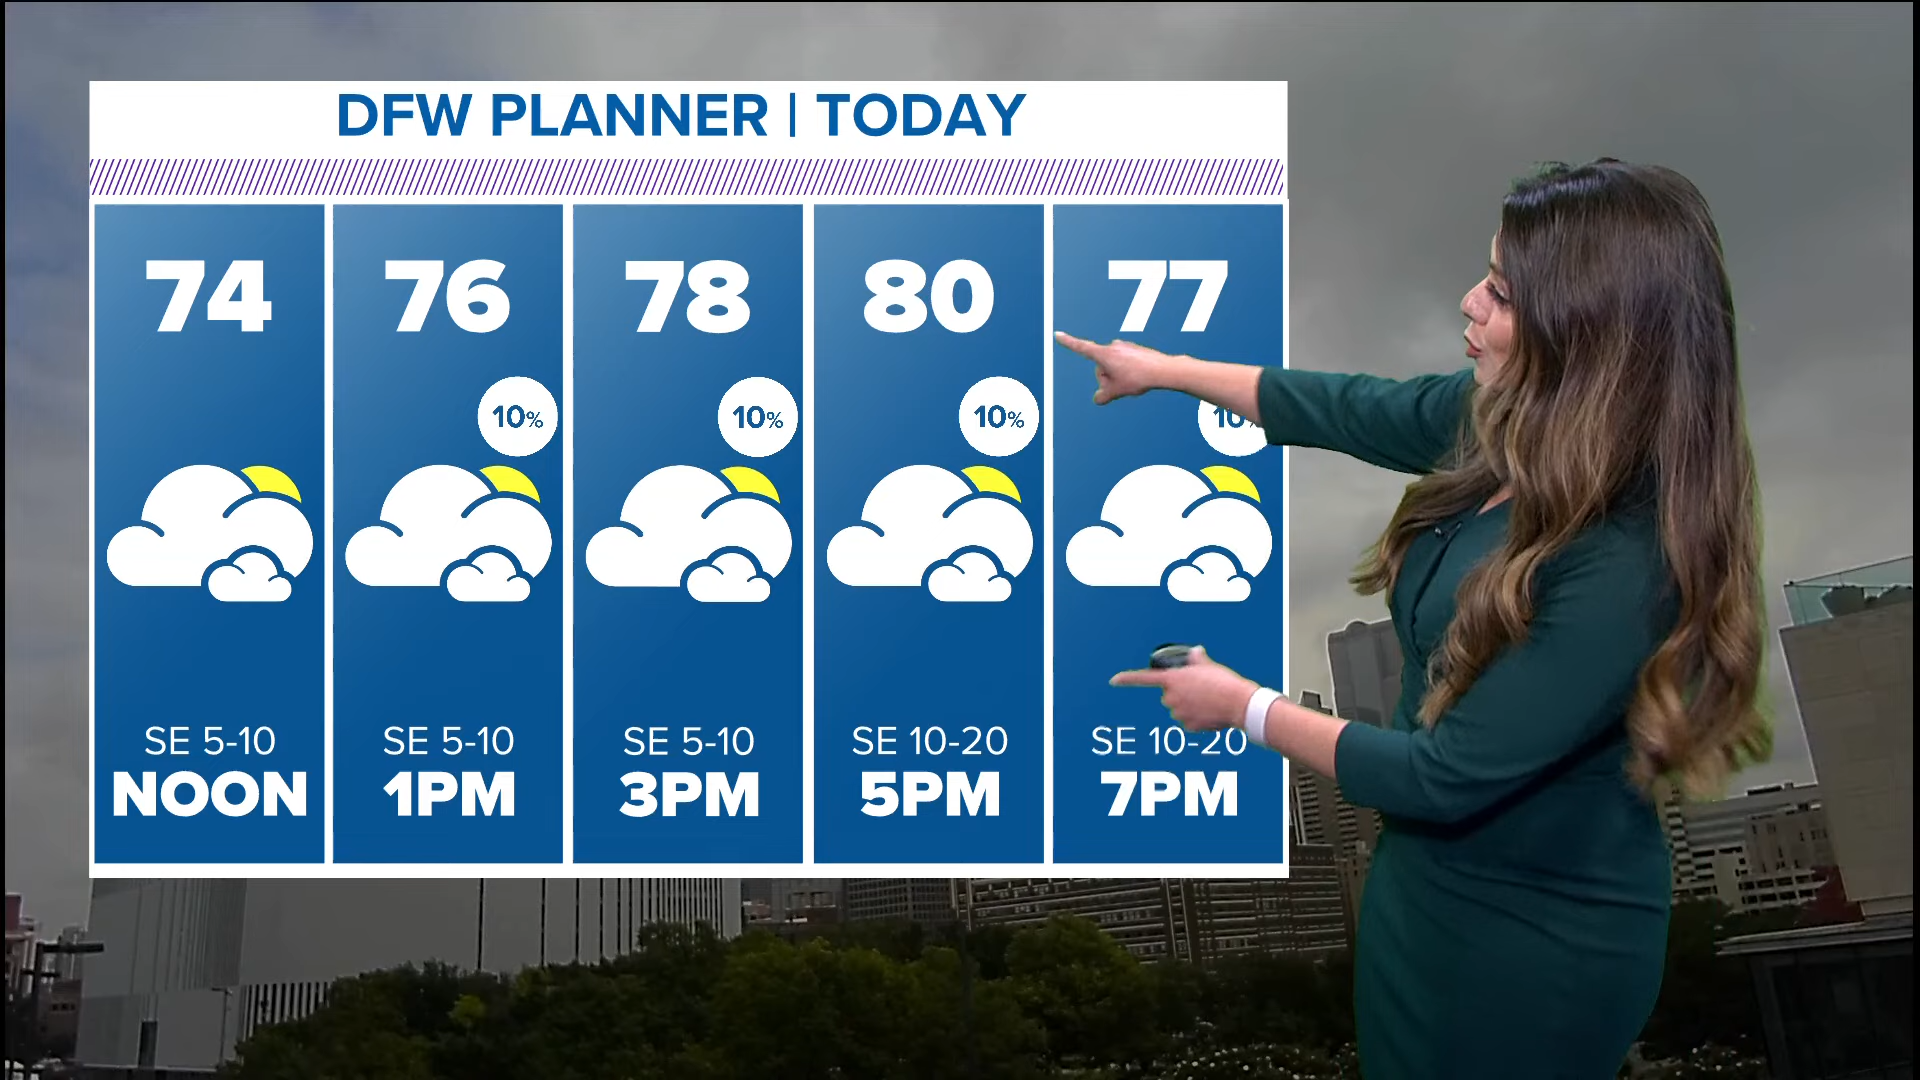 DFW PLANNER | TODAY
74 76 78 80 77
10% 10% 10% 10%
SE 5-10 SE 5-10 SE 5-10 SE 10-20 SE 10-20
NOON 1PM 3PM 5PM 7PM